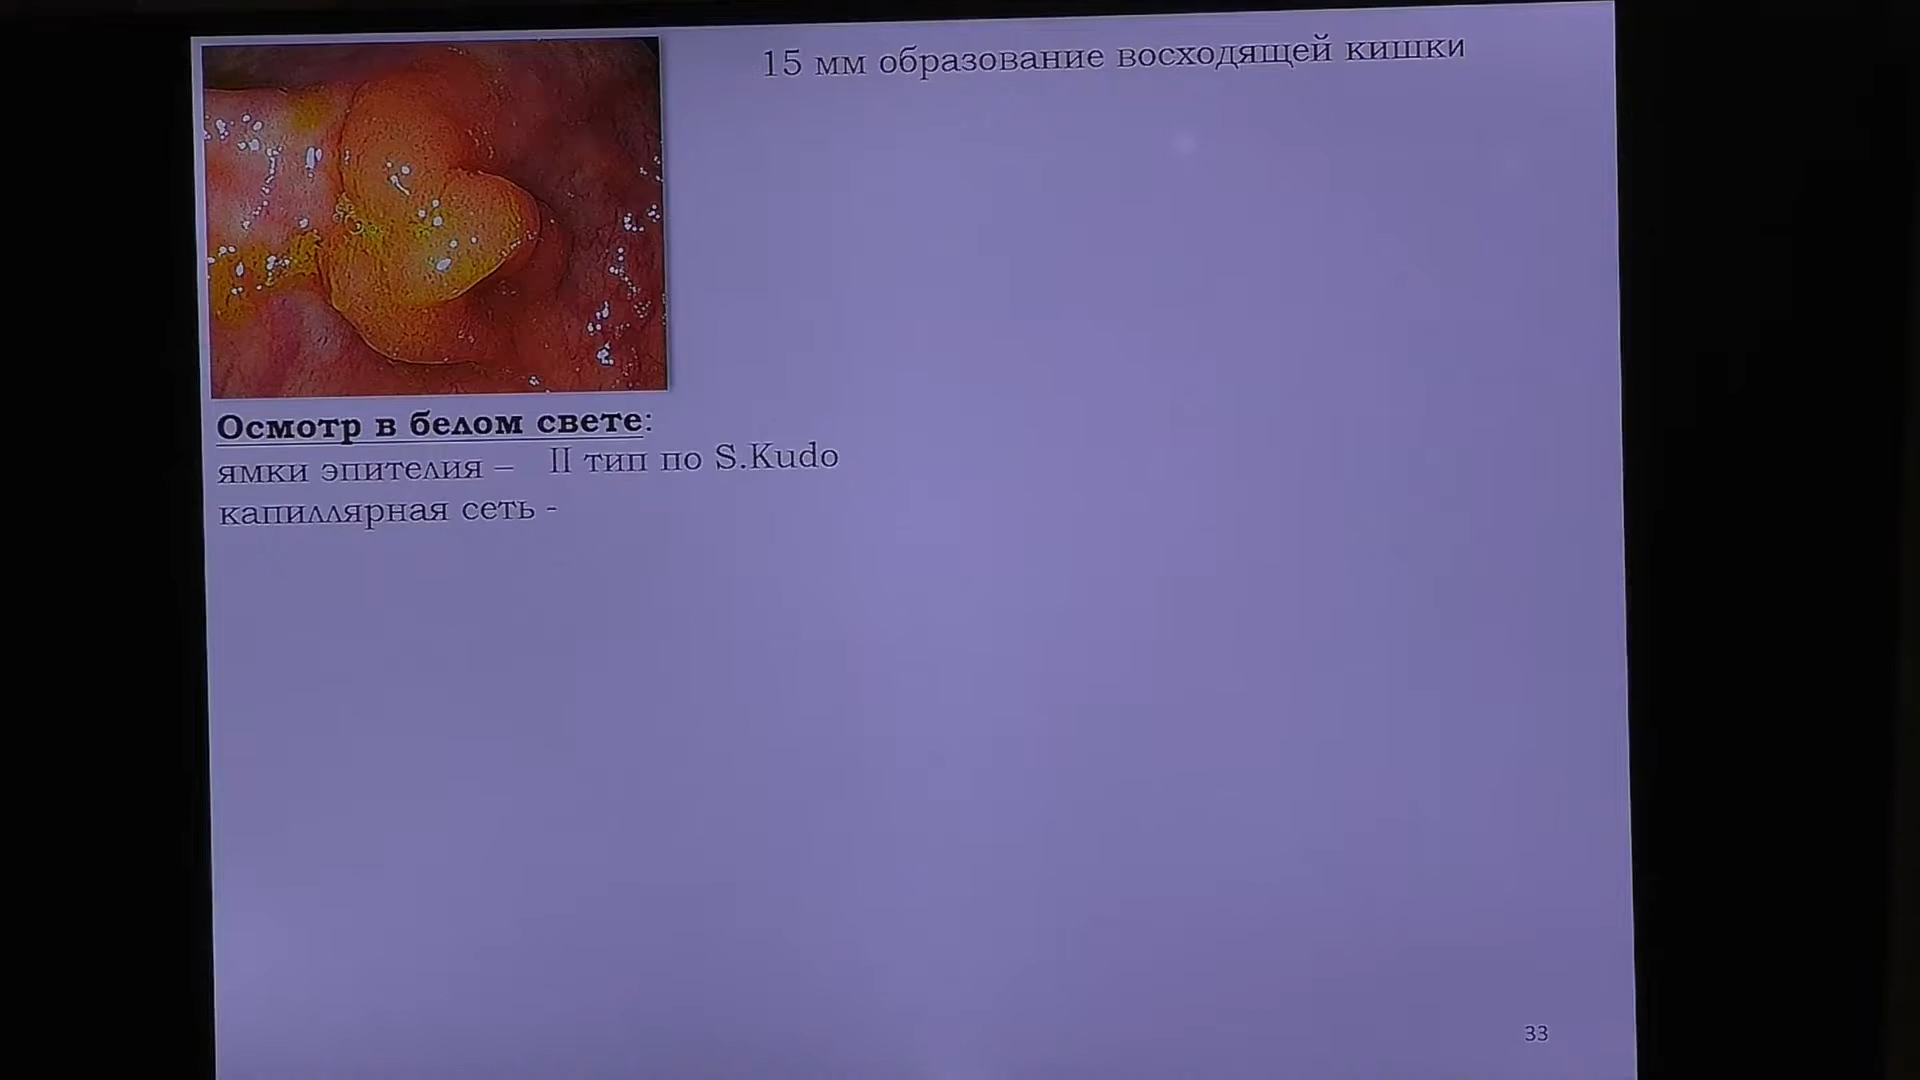 15 мм образование восходящей кишки
Осмотр в белом свете:
ямки эпителия – II тип по S.Kudo
капиллярная сеть -
33